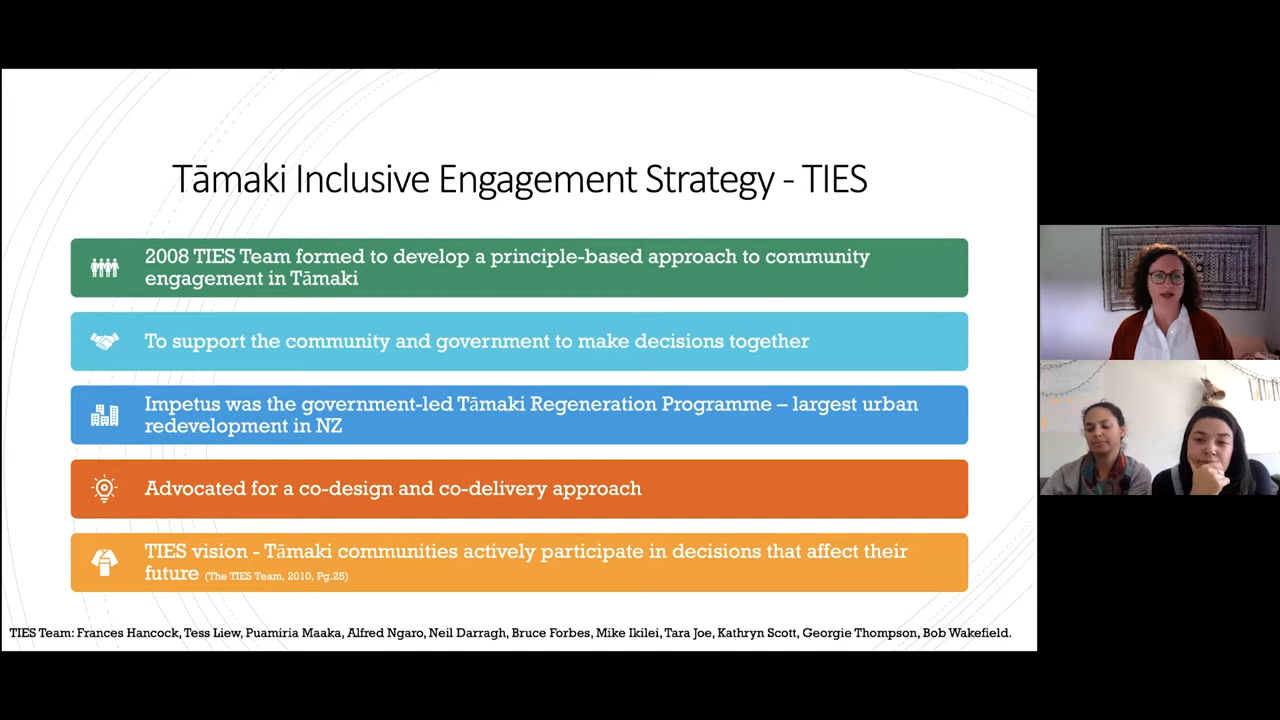 Tāmaki Inclusive Engagement Strategy - TIES
2008 TIES Team formed to develop a principle-based approach to community
engagement in Tāmaki
To support the community and government to make decisions together
Impetus was the government-led Tāmaki Regeneration Programme – largest urban
redevelopment in NZ
Advocated for a co-design and co-delivery approach
TIES vision - Tāmaki communities actively participate in decisions that affect their
future (The TIES Team, 2010, Pg.25)
TIES Team: Frances Hancock, Tess Liew, Puamiria Maaka, Alfred Ngaro, Neil Darragh, Bruce Forbes, Mike Ikilei, Tara Joe, Kathryn Scott, Georgie Thompson, Bob Wakefield.